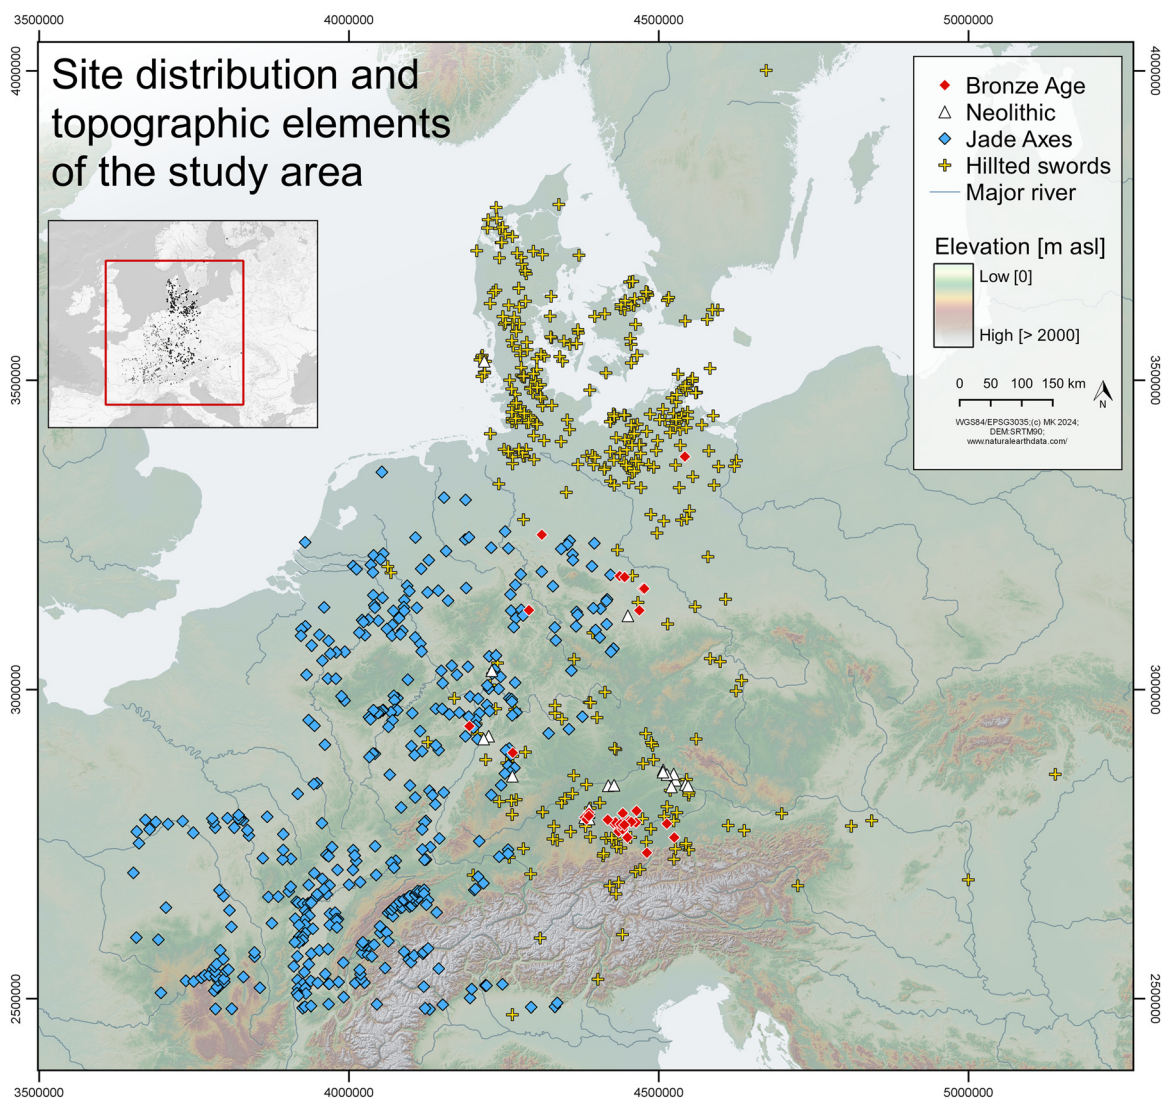 3500000 4000000 4500000 5000000
Site distribution and
topographic elements
of the study area
Bronze Age
Neolithic
Jade Axes
Hillted swords
Major river
Elevation [m asl]
Low [0]
High [> 2000]
0 50 100 150 km
N
WGS84/EPSG3035;(c) MK 2024;
DEM:SRTM90;
www.naturalearthdata.com/
4000000
3500000
3000000
2500000
4000000
3500000
3000000
2500000
3500000 4000000 4500000 5000000